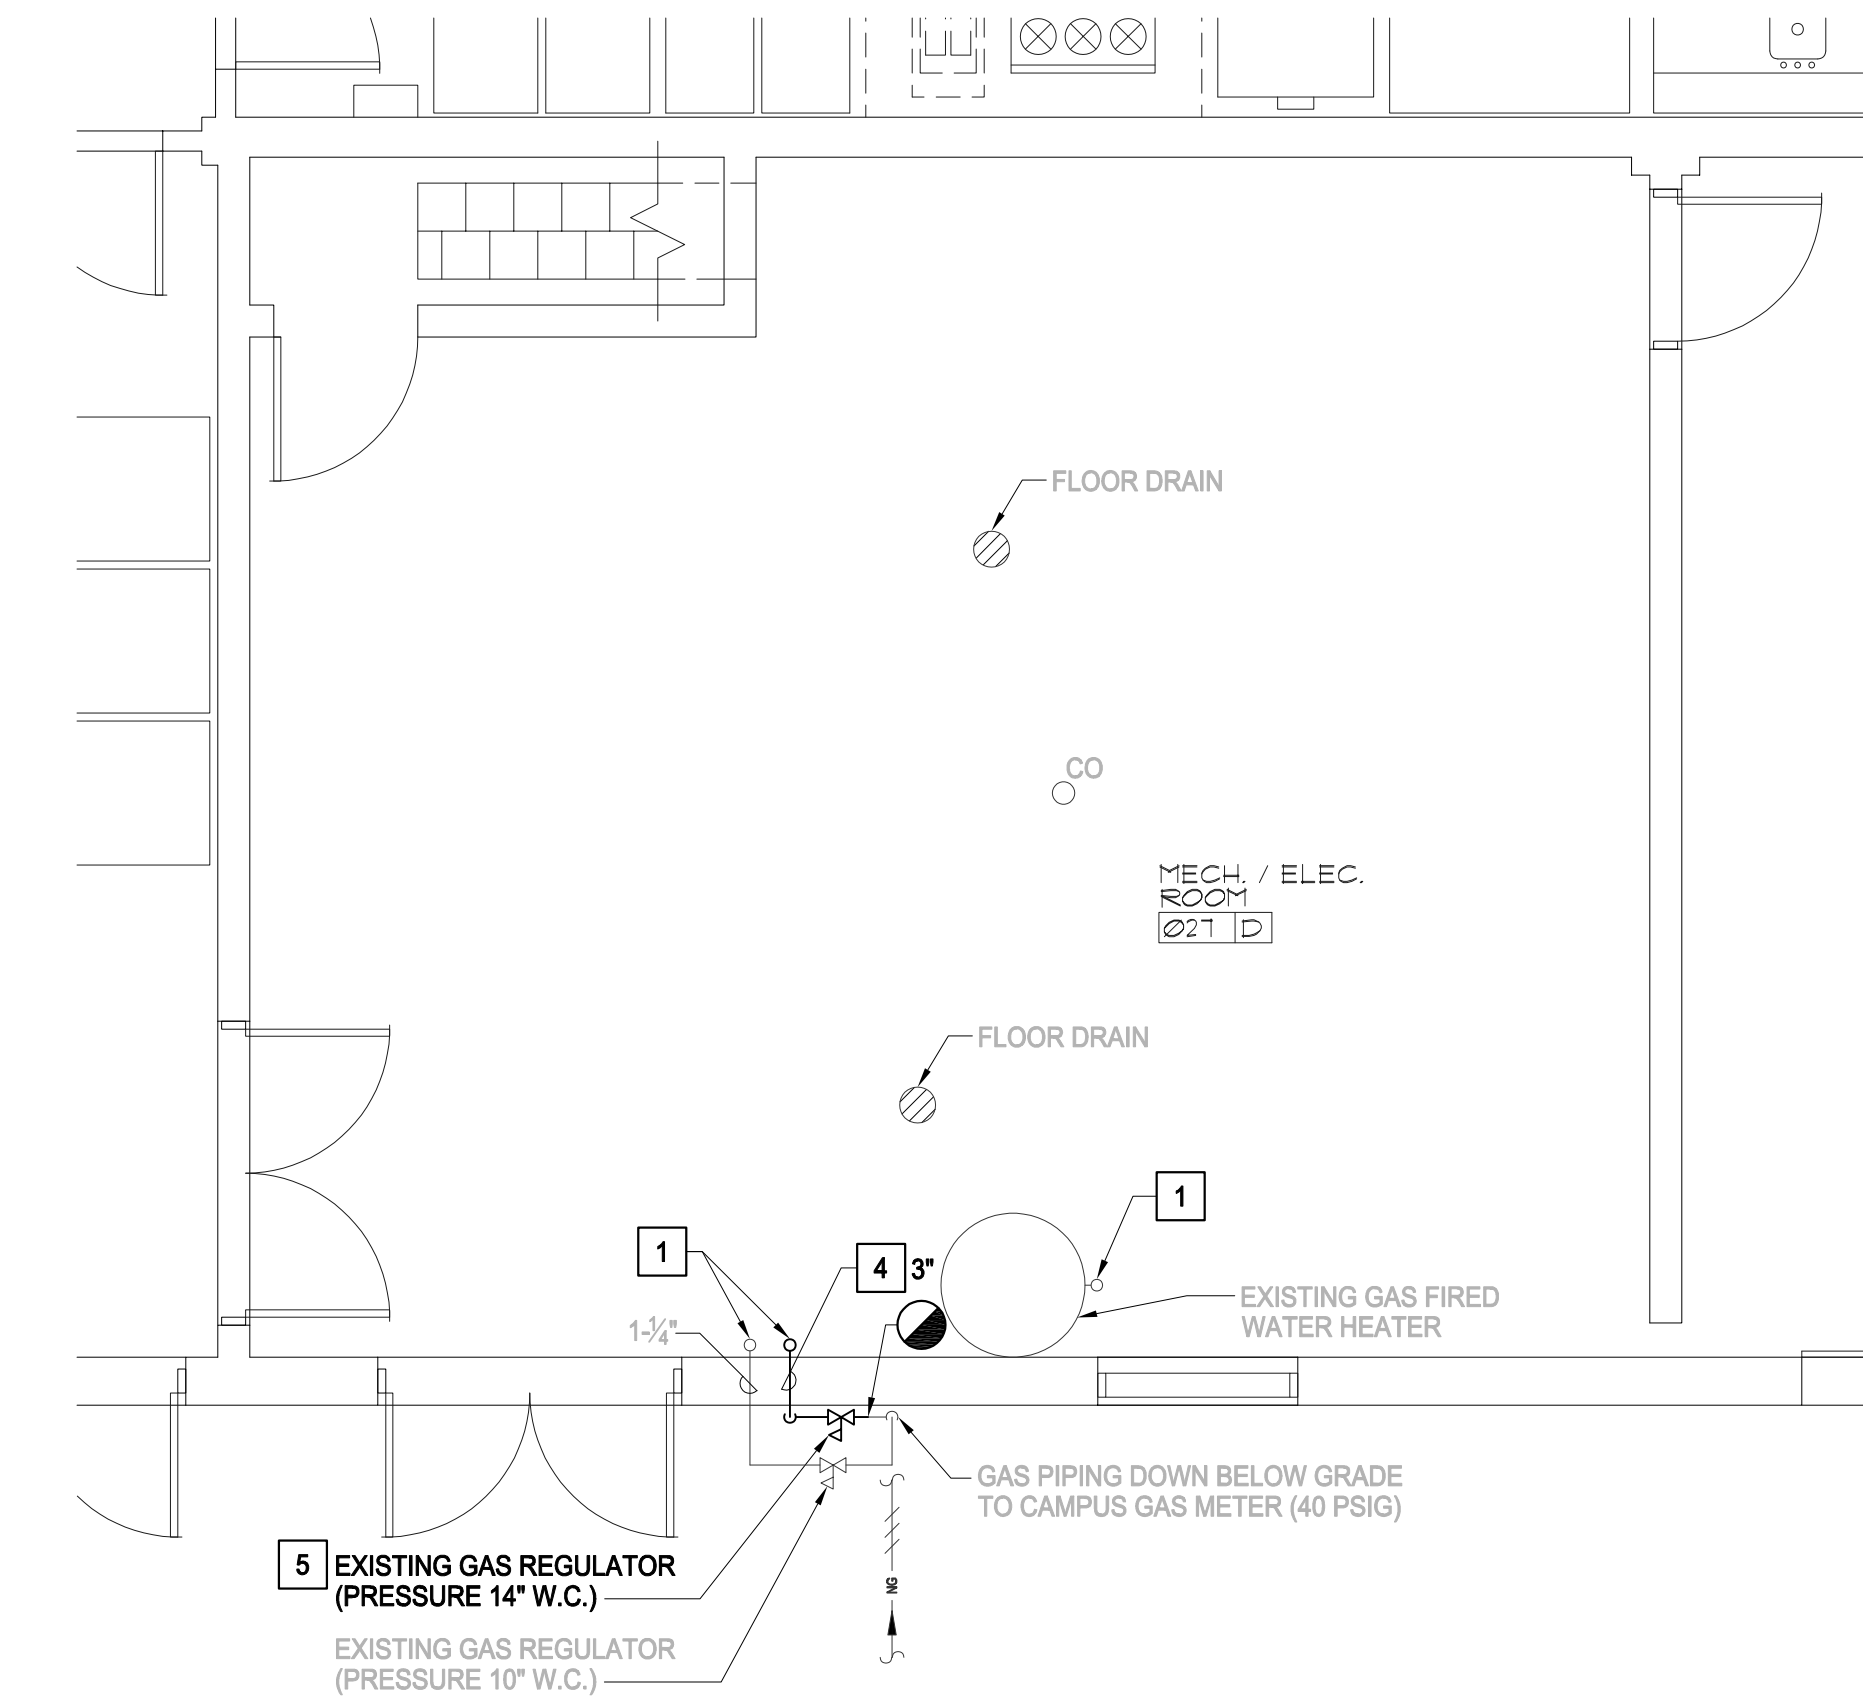 FLOOR DRAIN
CO
MECH. / ELEC.
ROOM
Ø27 D
FLOOR DRAIN
1
1
4 3"
EXISTING GAS FIRED
WATER HEATER
1-¼"
GAS PIPING DOWN BELOW GRADE
TO CAMPUS GAS METER (40 PSIG)
5 EXISTING GAS REGULATOR
(PRESSURE 14" W.C.)
NG
EXISTING GAS REGULATOR
(PRESSURE 10" W.C.)